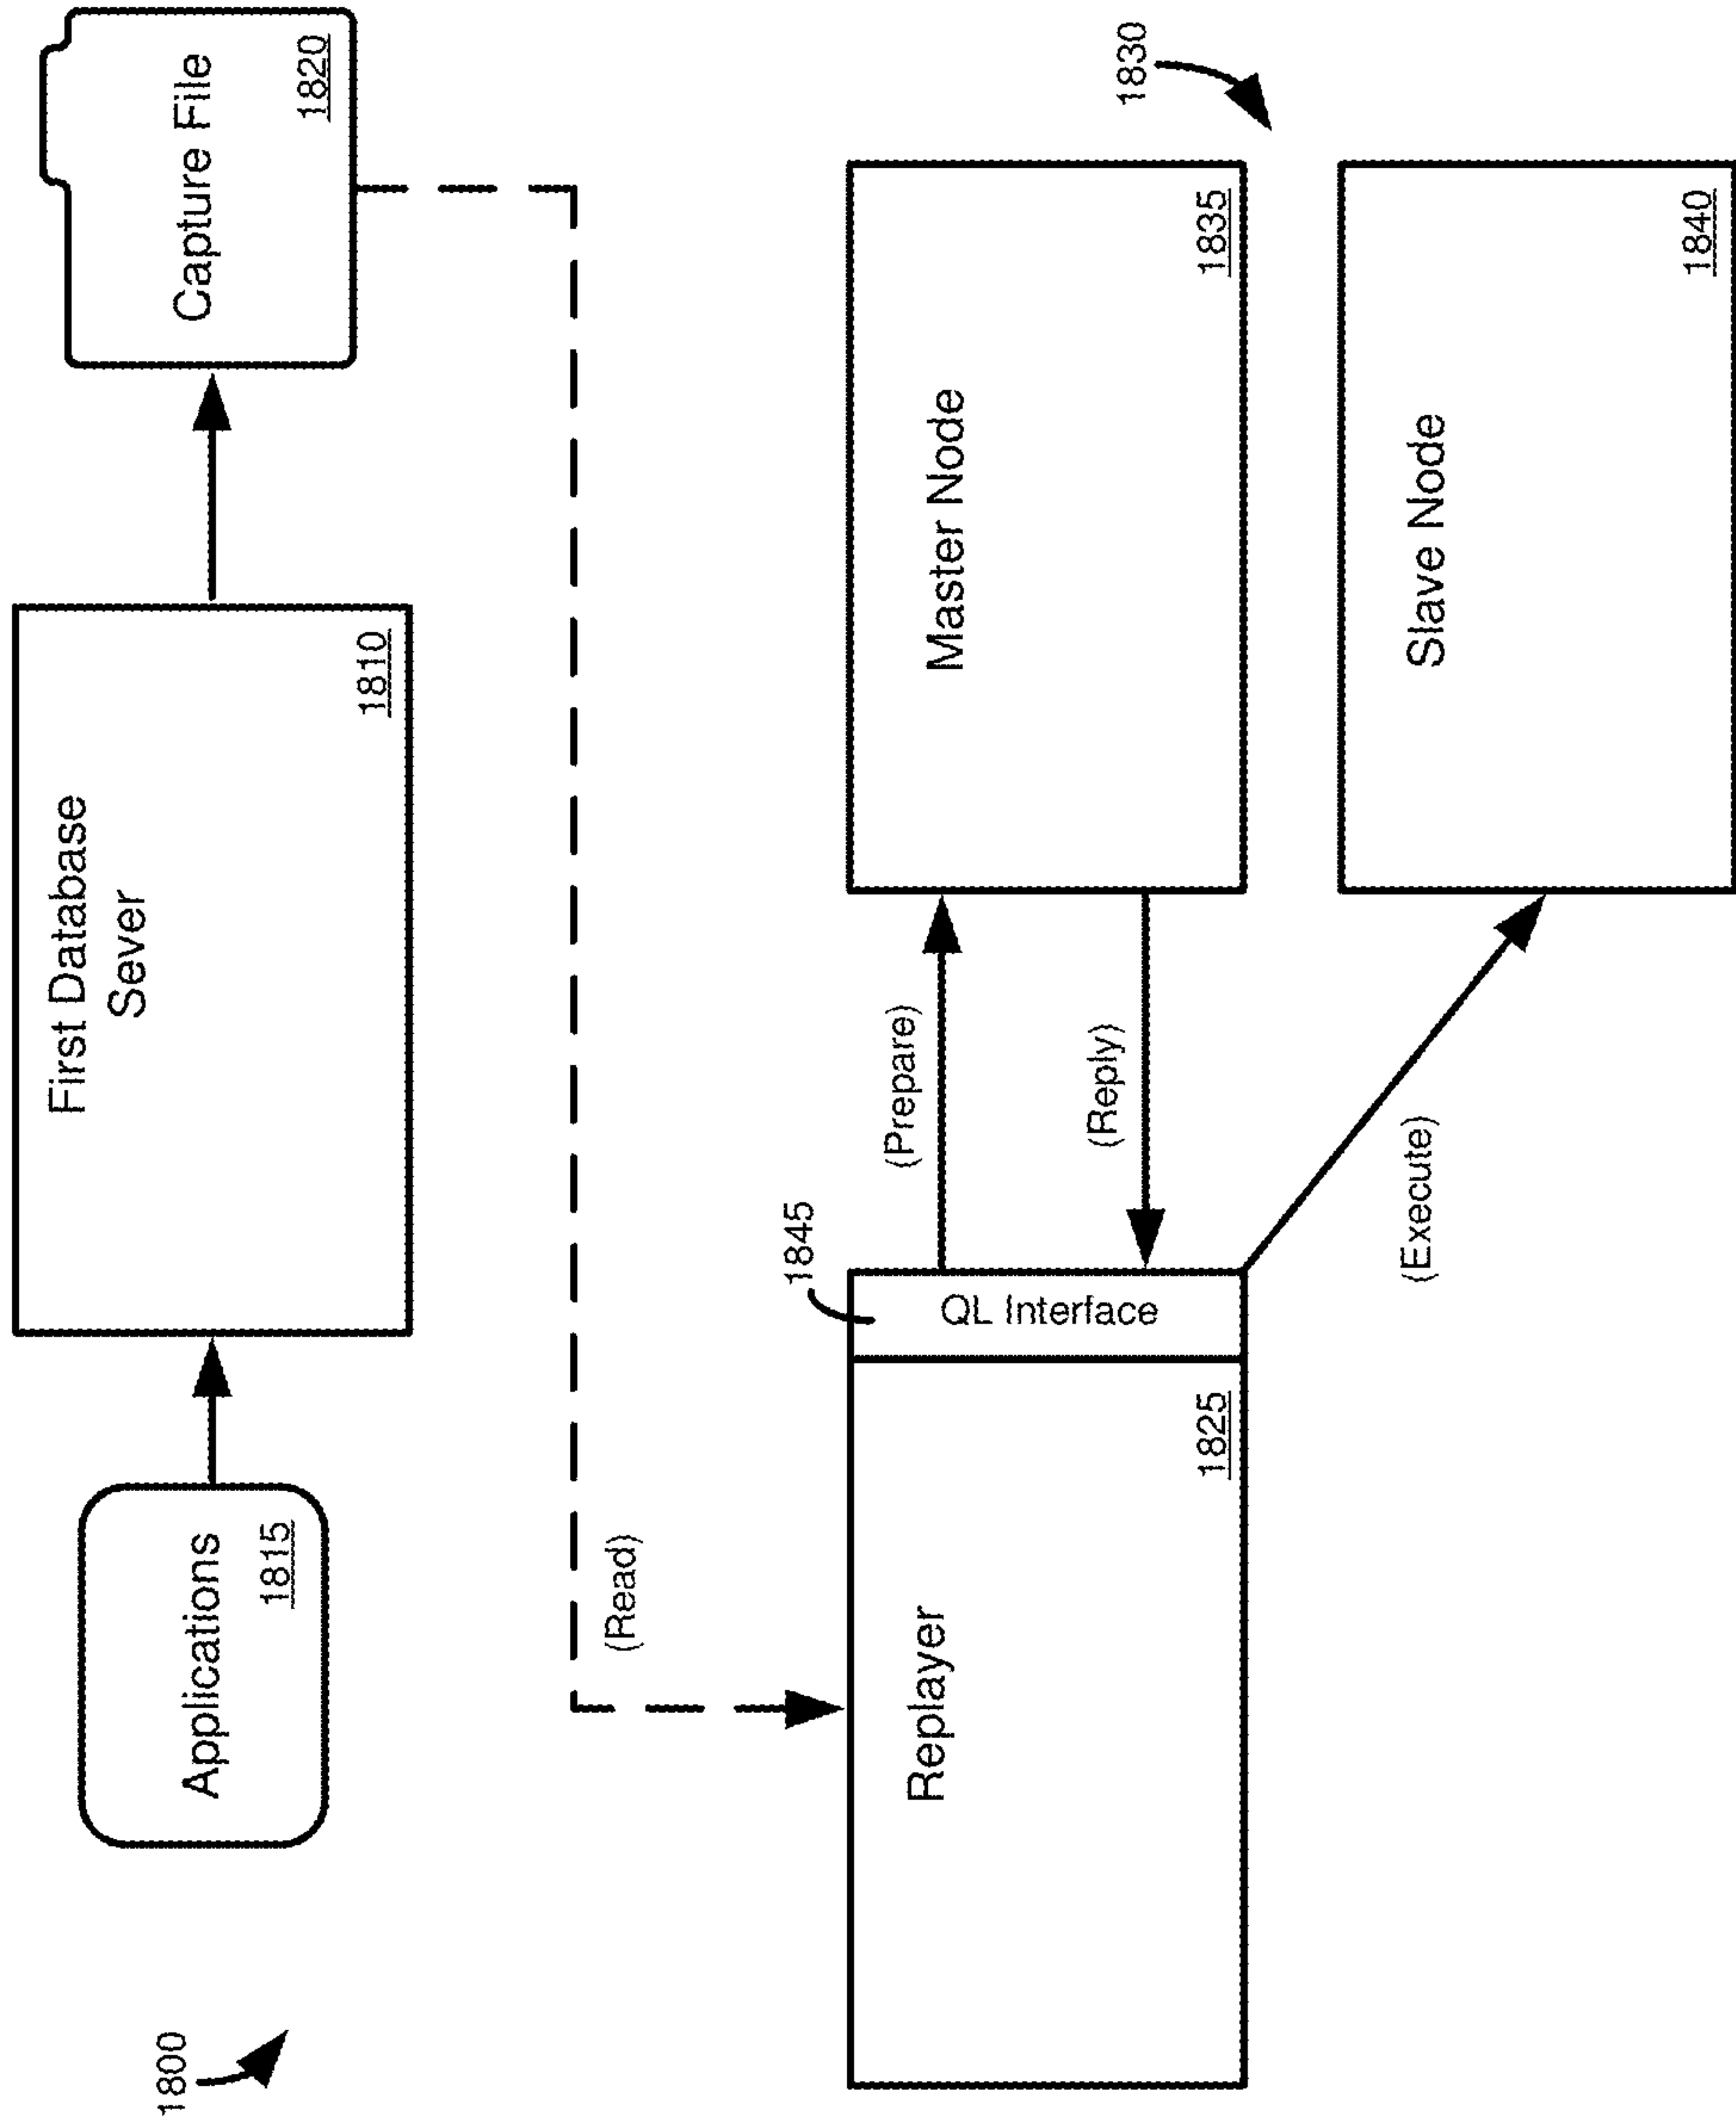 1800
Applications
1815
First Database
Sever
1810
Capture File
1820
(Read)
Replayer
1825
1845
QL Interface
(Prepare)
(Reply)
(Execute)
Master Node
1835
1830
Slave Node
1840